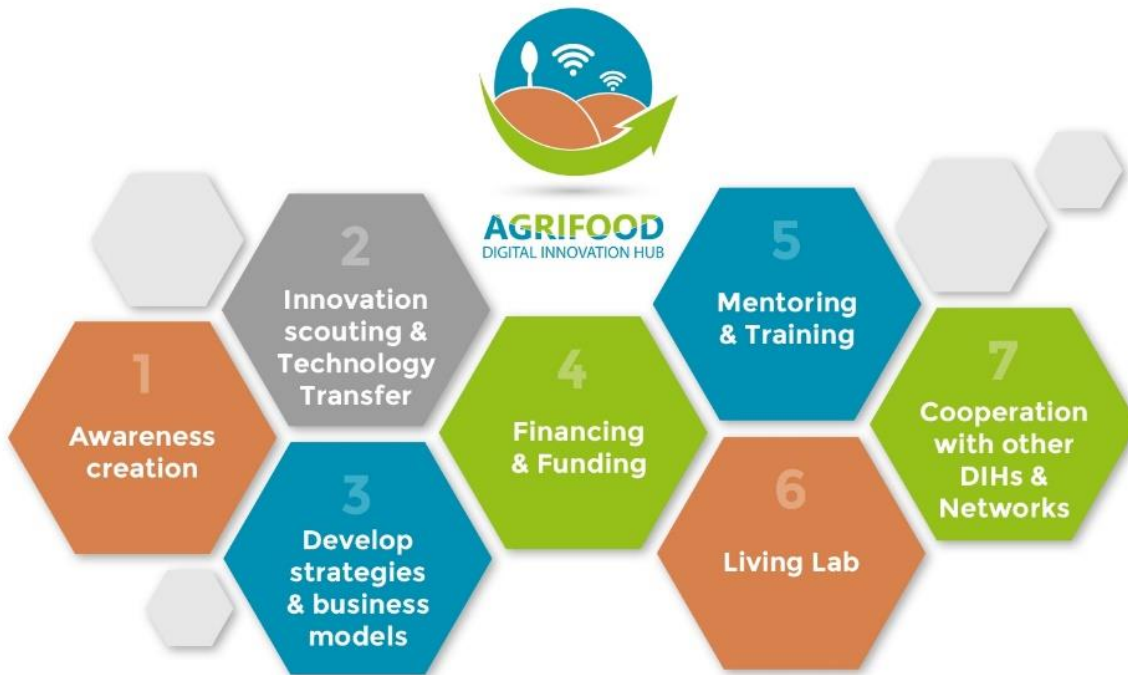 AGRIFOOD
DIGITAL INNOVATION HUB
1
Awareness
creation
2
Innovation
scouting &
Technology
Transfer
3
Develop
strategies
& business
models
4
Financing
& Funding
5
Mentoring
& Training
6
Living Lab
7
Cooperation
with other
DIHs &
Networks